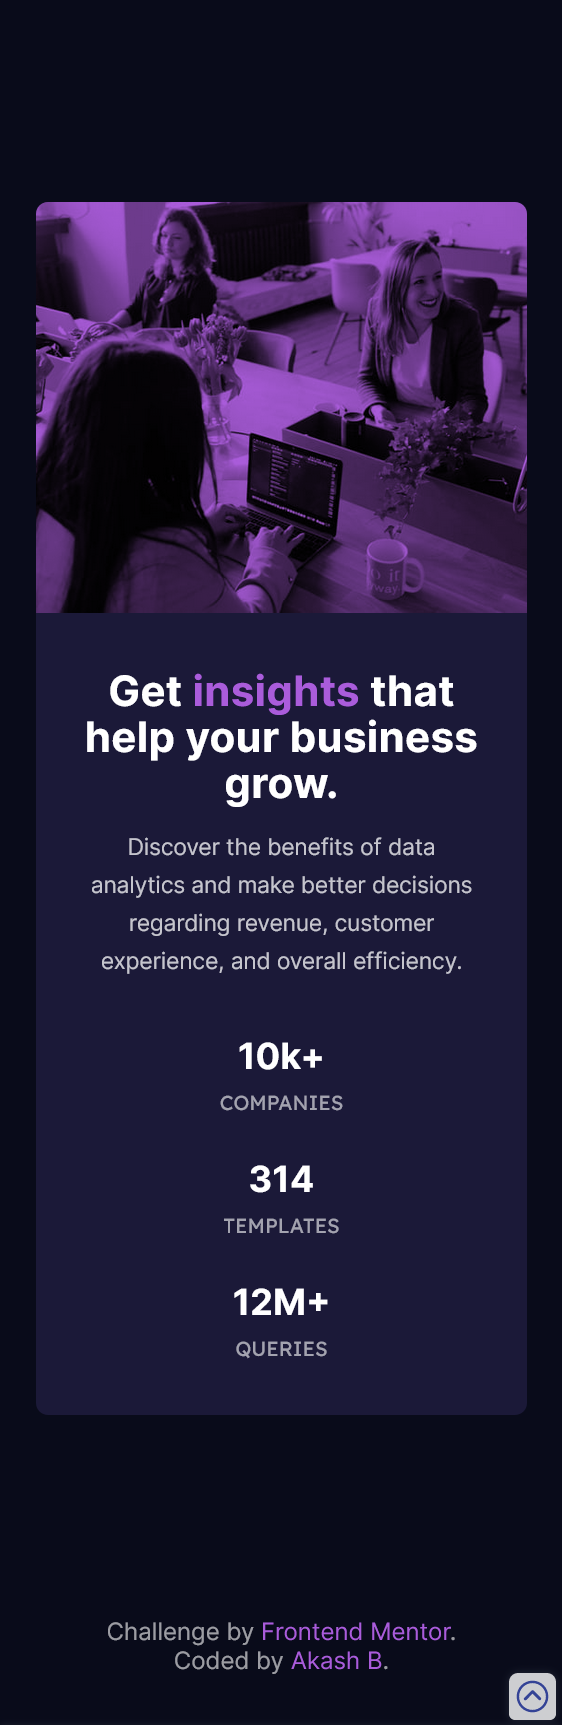 Get insights that
help your business
grow.
Discover the benefits of data
analytics and make better decisions
regarding revenue, customer
experience, and overall efficiency.
10k+
COMPANIES
314
TEMPLATES
12M+
QUERIES
Challenge by Frontend Mentor.
Coded by Akash B.